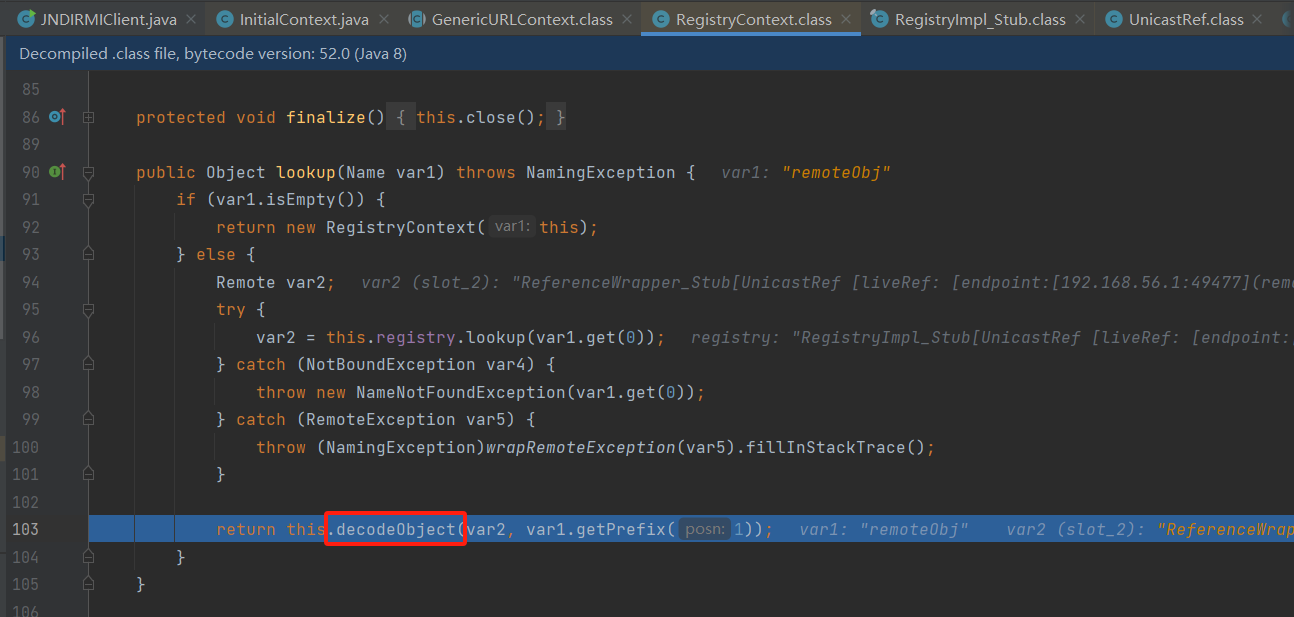 JNDIRMIClient.java InitialContext.java GenericURLContext.class RegistryContext.class RegistryImpl_Stub.class UnicastRef.class
Decompiled .class file, bytecode version: 52.0 (Java 8)
85
86 protected void finalize() { this.close(); }
89
90 public Object lookup(Name var1) throws NamingException { var1: "remoteObj"
91 if (var1.isEmpty()) {
92 return new RegistryContext( var1: this);
93 } else {
94 Remote var2; var2 (slot_2): "ReferenceWrapper_Stub[UnicastRef [liveRef: [endpoint:[192.168.56.1:49477](rem
95 try {
96 var2 = this.registry.lookup(var1.get(0)); registry: "RegistryImpl_Stub[UnicastRef [liveRef: [endpoint:
97 } catch (NotBoundException var4) {
98 throw new NameNotFoundException(var1.get(0));
99 } catch (RemoteException var5) {
100 throw (NamingException)wrapRemoteException(var5).fillInStackTrace();
101 }
102
103 return this.decodeObject(var2, var1.getPrefix( posn: 1)); var1: "remoteObj" var2 (slot_2): "ReferenceWrap
104 }
105 }
106